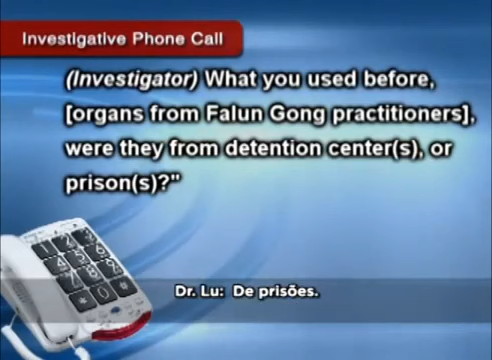 Investigative Phone Call
(Investigator) What you used before,
[organs from Falun Gong practitioners],
were they from detention center(s), or
prison(s)?"
Dr. Lu: De prisões.